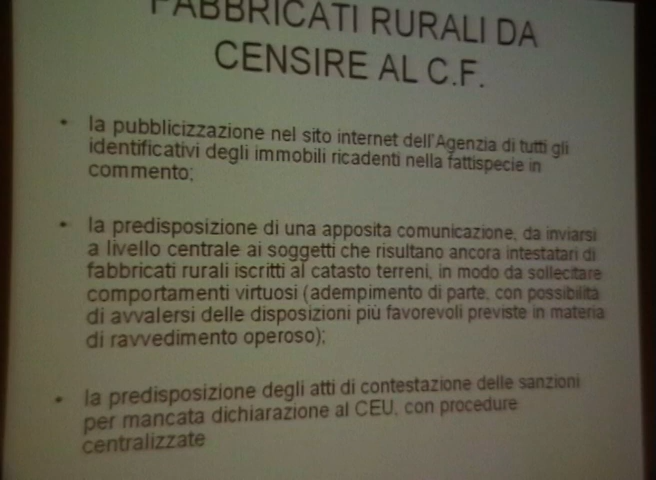 FABBRICATI RURALI DA
CENSIRE AL C.F.
• la pubblicizzazione nel sito internet dell'Agenzia di tutti gli
identificativi degli immobili ricadenti nella fattispecie in
commento;
• la predisposizione di una apposita comunicazione, da inviarsi
a livello centrale ai soggetti che risultano ancora intestatari di
fabbricati rurali iscritti al catasto terreni, in modo da sollecitare
comportamenti virtuosi (adempimento di parte, con possibilità
di avvalersi delle disposizioni più favorevoli previste in materia
di ravvedimento operoso);
• la predisposizione degli atti di contestazione delle sanzioni
per mancata dichiarazione al CEU, con procedure
centralizzate